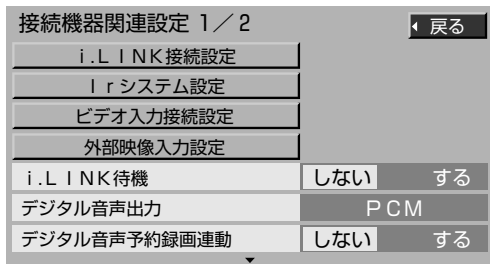 接続機器関連設定 1／2
戻る
i.LINK接続設定
Irシステム設定
ビデオ入力接続設定
外部映像入力設定
i.LINK待機 しない する
デジタル音声出力 PCM
デジタル音声予約録画連動 しない する